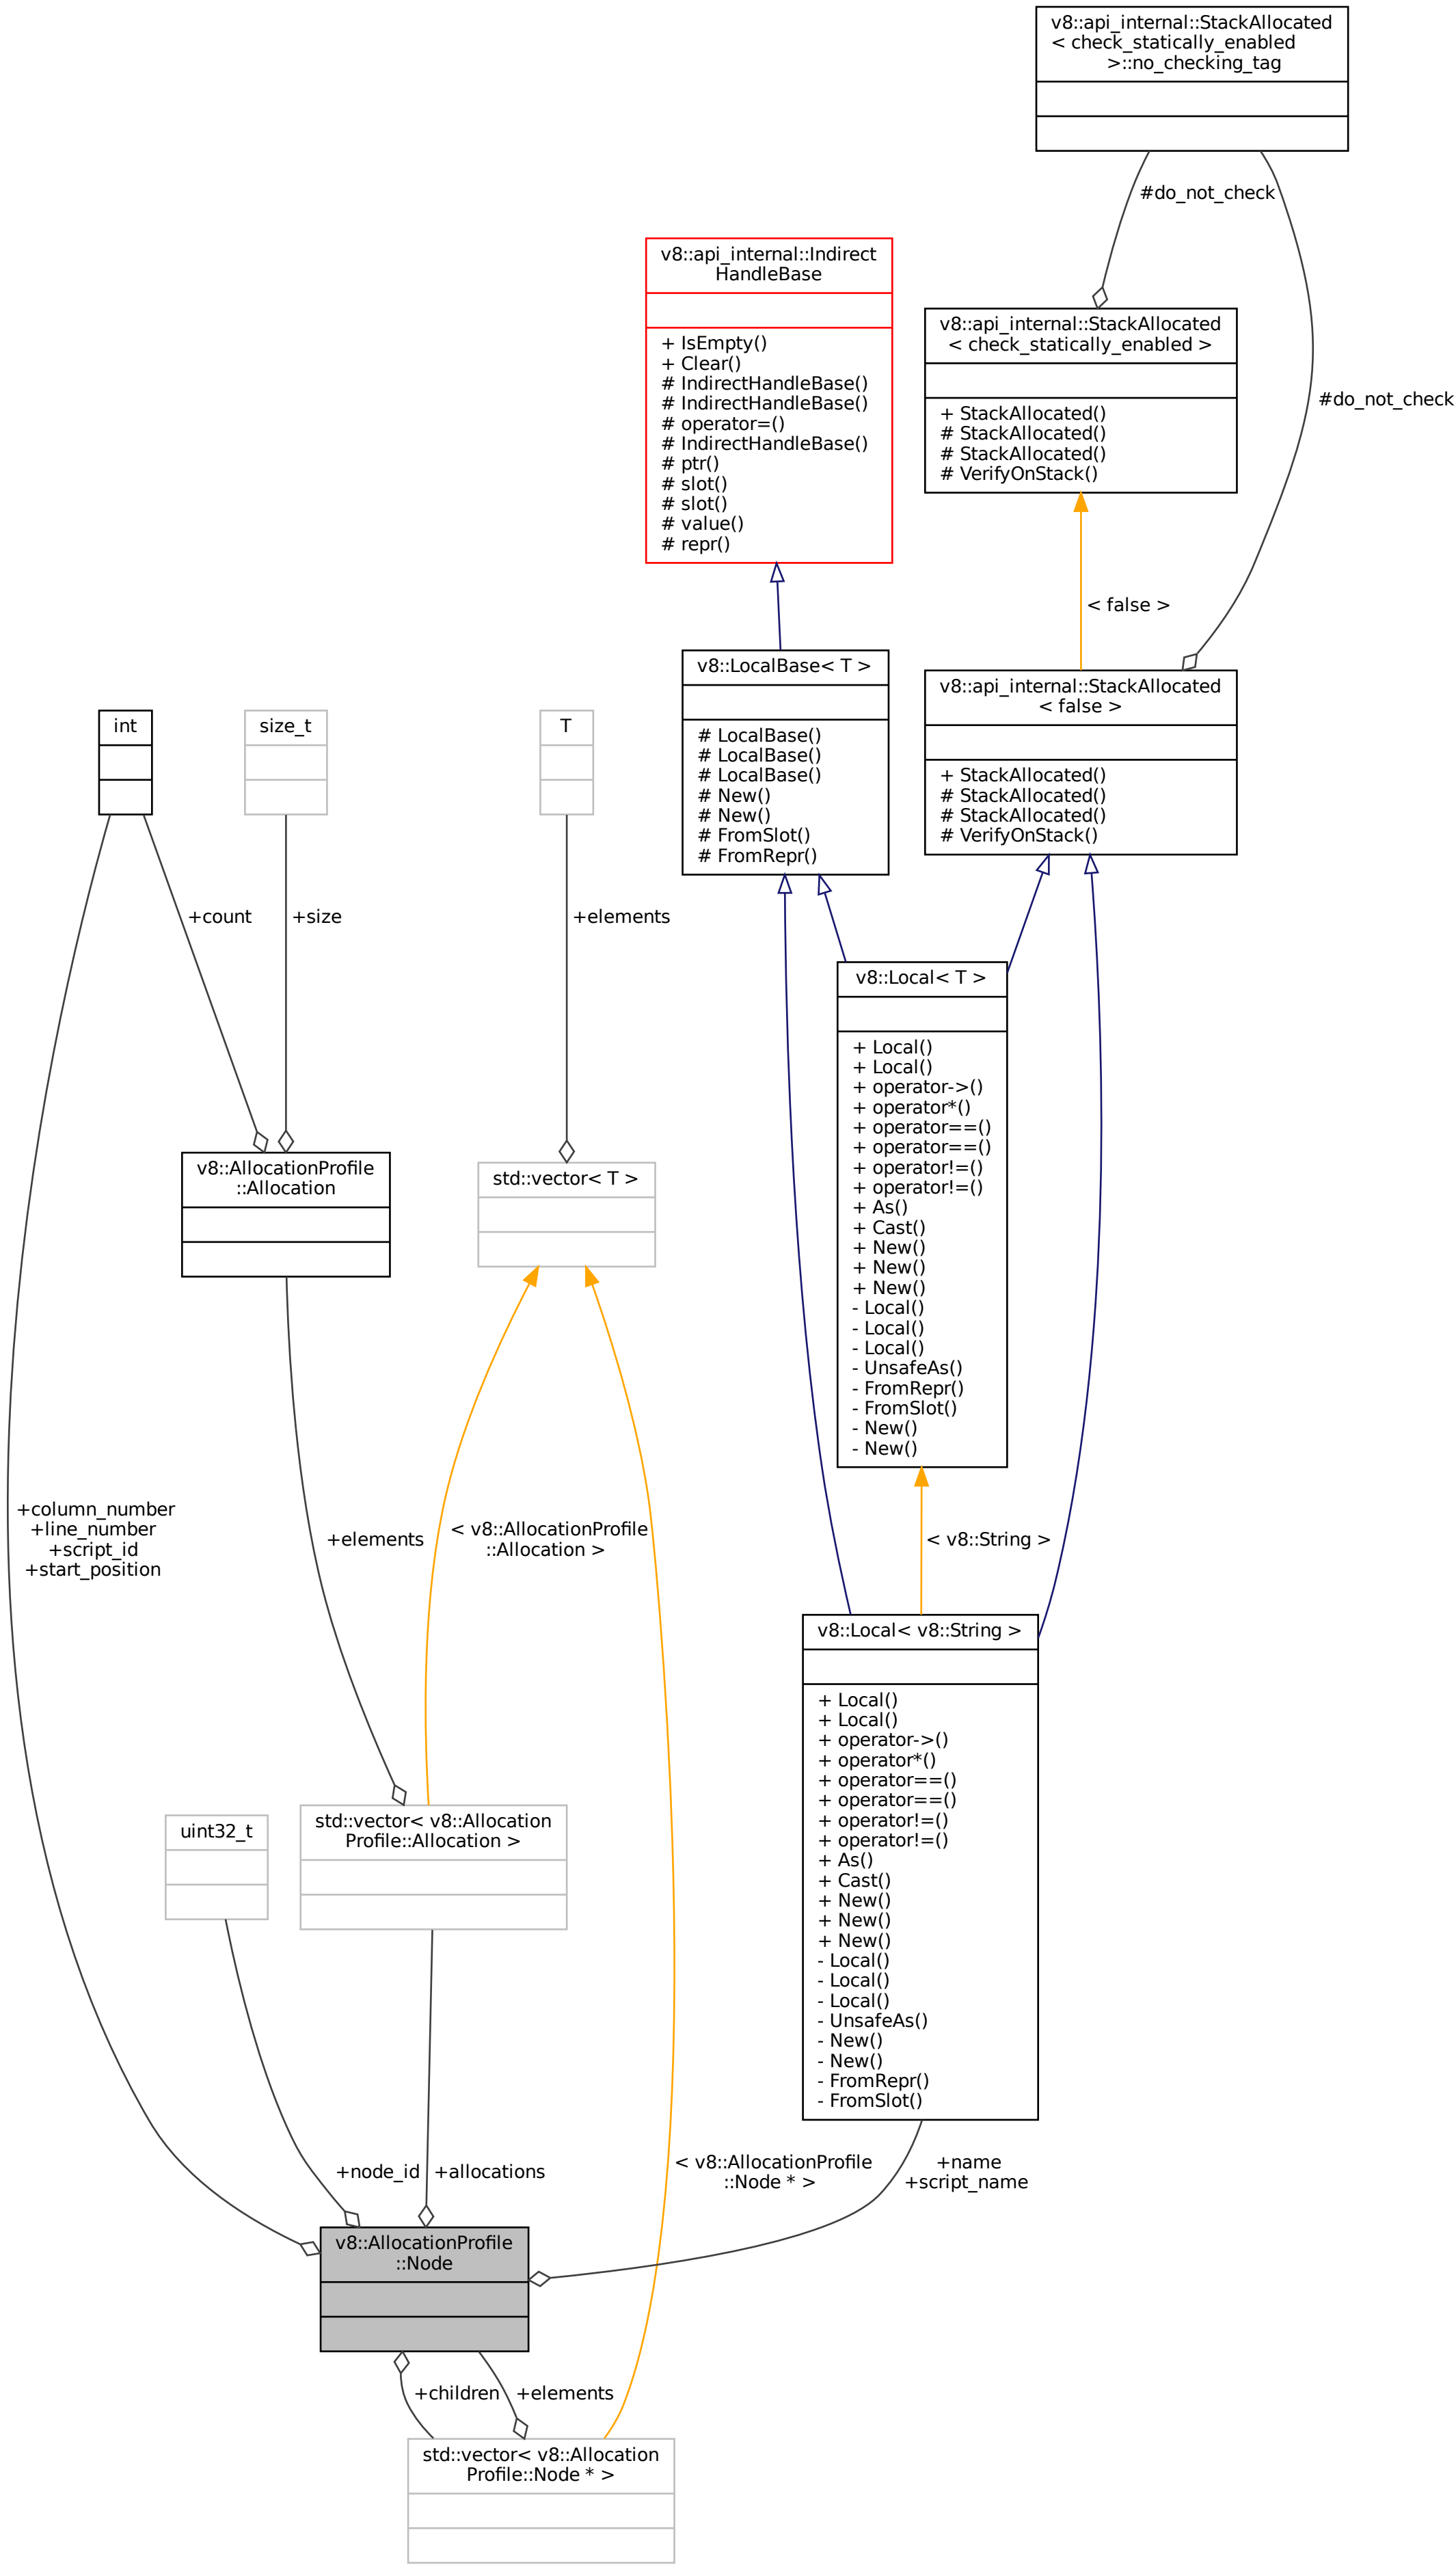 v8::api_internal::StackAllocated
< check_statically_enabled
>::no_checking_tag
#do_not_check
v8::api_internal::Indirect
HandleBase
+ IsEmpty()
+ Clear()
# IndirectHandleBase()
# IndirectHandleBase()
# operator=()
# IndirectHandleBase()
# ptr()
# slot()
# slot()
# value()
# repr()
v8::api_internal::StackAllocated
< check_statically_enabled >
+ StackAllocated()
# StackAllocated()
# StackAllocated()
# VerifyOnStack()
#do_not_check
< false >
v8::LocalBase< T >
# LocalBase()
# LocalBase()
# LocalBase()
# New()
# New()
# FromSlot()
# FromRepr()
v8::api_internal::StackAllocated
< false >
+ StackAllocated()
# StackAllocated()
# StackAllocated()
# VerifyOnStack()
int
size_t
T
+count
+size
+elements
v8::Local< T >
+ Local()
+ Local()
+ operator->()
+ operator*()
+ operator==()
+ operator==()
+ operator!=()
+ operator!=()
+ As()
+ Cast()
+ New()
+ New()
+ New()
- Local()
- Local()
- Local()
- UnsafeAs()
- FromRepr()
- FromSlot()
- New()
- New()
v8::AllocationProfile
::Allocation
std::vector< T >
+column_number
+line_number
+script_id
+start_position
+elements
< v8::AllocationProfile
::Allocation >
< v8::String >
v8::Local< v8::String >
+ Local()
+ Local()
+ operator->()
+ operator*()
+ operator==()
+ operator==()
+ operator!=()
+ operator!=()
+ As()
+ Cast()
+ New()
+ New()
+ New()
- Local()
- Local()
- Local()
- UnsafeAs()
- New()
- New()
- FromRepr()
- FromSlot()
uint32_t
std::vector< v8::Allocation
Profile::Allocation >
+node_id
+allocations
< v8::AllocationProfile
::Node * >
+name
+script_name
v8::AllocationProfile
::Node
+children
+elements
std::vector< v8::Allocation
Profile::Node * >